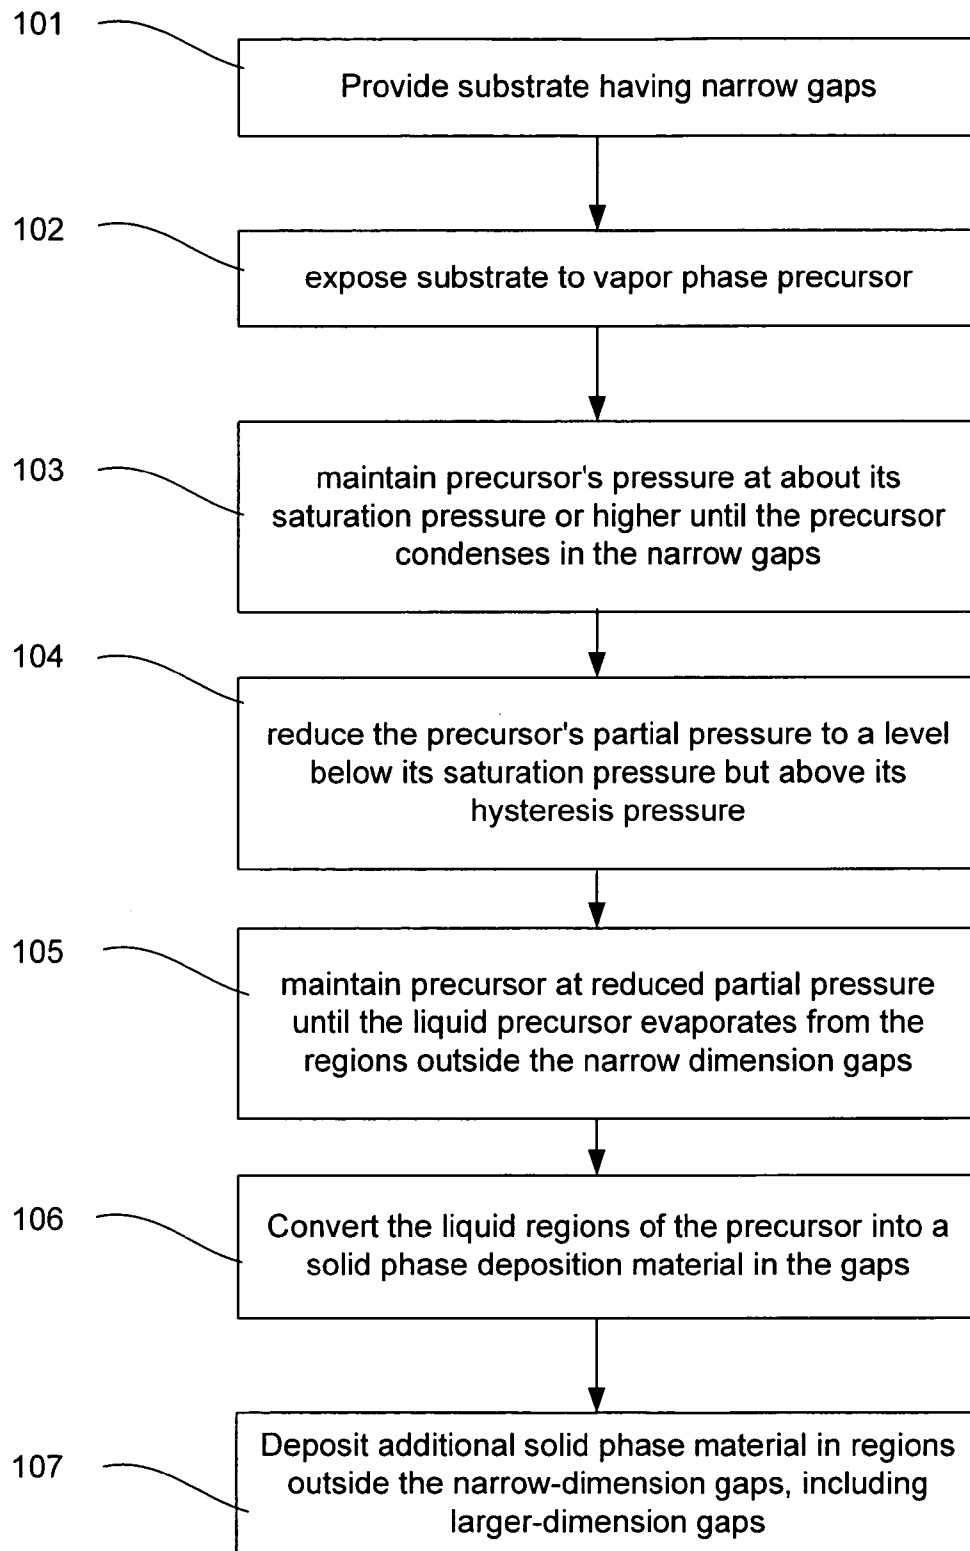 101
Provide substrate having narrow gaps
102
expose substrate to vapor phase precursor
103
maintain precursor's pressure at about its
saturation pressure or higher until the precursor
condenses in the narrow gaps
104
reduce the precursor's partial pressure to a level
below its saturation pressure but above its
hysteresis pressure
105
maintain precursor at reduced partial pressure
until the liquid precursor evaporates from the
regions outside the narrow dimension gaps
106
Convert the liquid regions of the precursor into a
solid phase deposition material in the gaps
107
Deposit additional solid phase material in regions
outside the narrow-dimension gaps, including
larger-dimension gaps